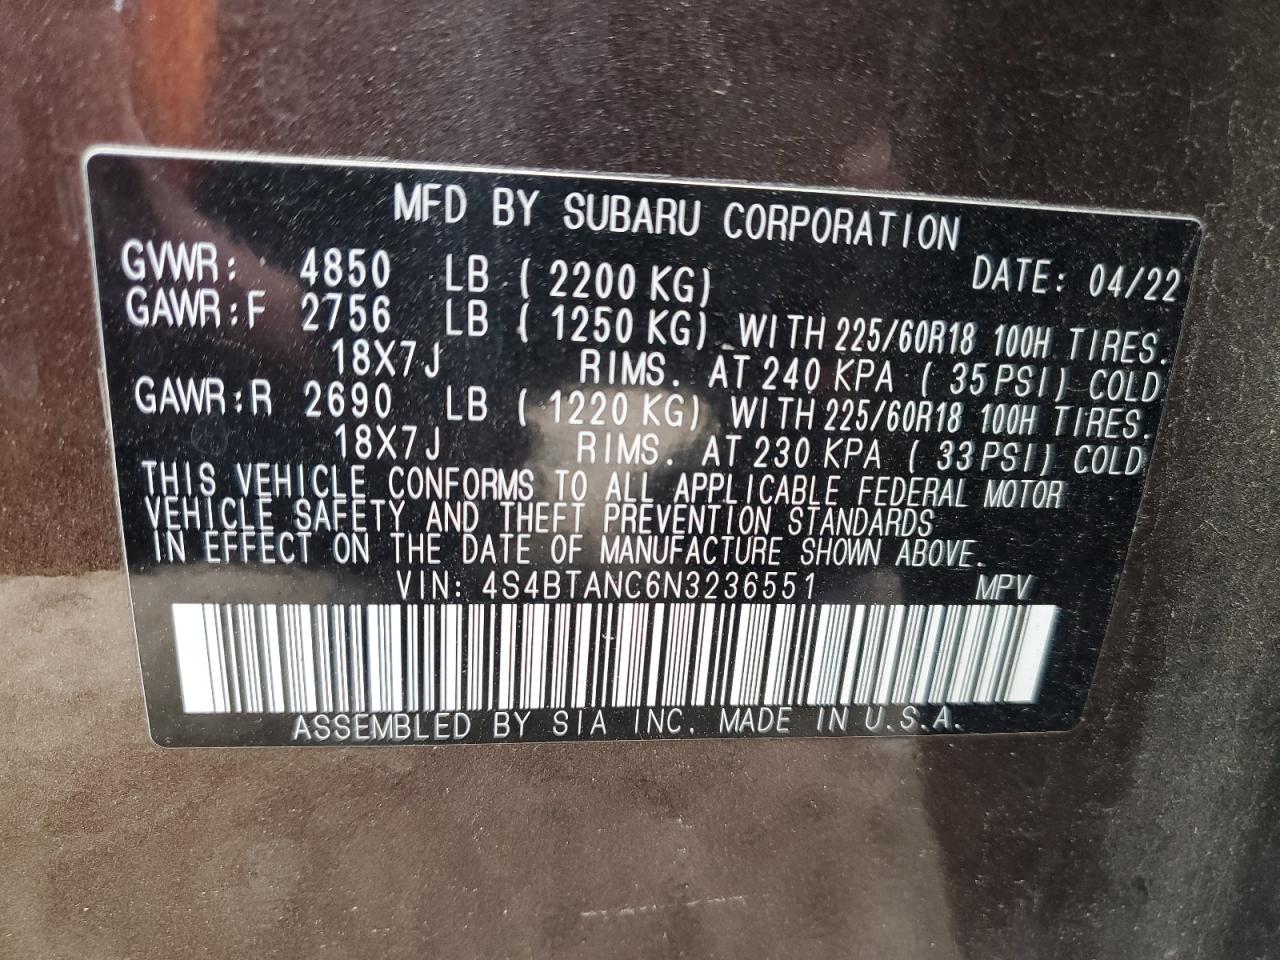 MFD BY SUBARU CORPORATION
GVWR: 4850 LB ( 2200 KG) DATE: 04/22
GAWR:F 2756 LB ( 1250 KG) WITH 225/60R18 100H TIRES.
18X7J RIMS. AT 240 KPA ( 35 PSI) COLD
GAWR:R 2690 LB ( 1220 KG) WITH 225/60R18 100H TIRES.
18X7J RIMS. AT 230 KPA ( 33 PSI) COLD
THIS VEHICLE CONFORMS TO ALL APPLICABLE FEDERAL MOTOR
VEHICLE SAFETY AND THEFT PREVENTION STANDARDS
IN EFFECT ON THE DATE OF MANUFACTURE SHOWN ABOVE.
VIN: 4S4BTANC6N3236551 MPV
ASSEMBLED BY SIA INC. MADE IN U.S.A.